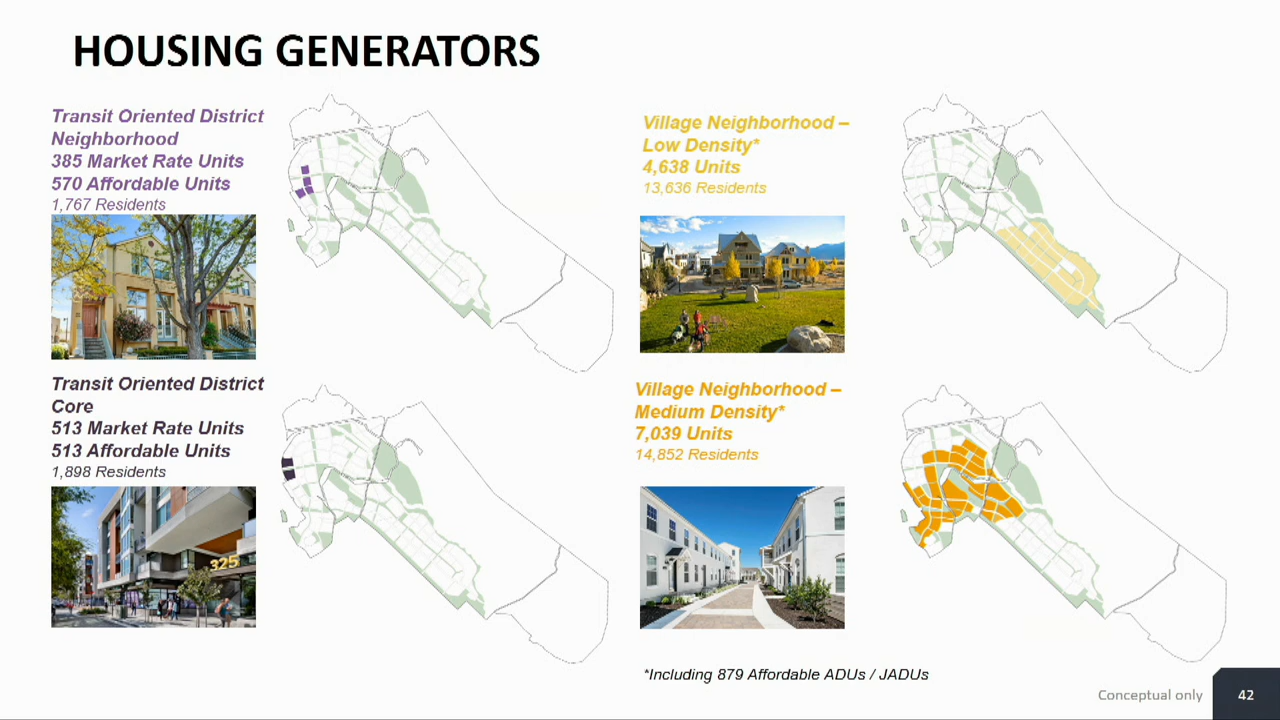 HOUSING GENERATORS
Transit Oriented District
Neighborhood
385 Market Rate Units
570 Affordable Units
1,767 Residents
Transit Oriented District
Core
513 Market Rate Units
513 Affordable Units
1,898 Residents
325
Village Neighborhood –
Low Density*
4,638 Units
13,636 Residents
Village Neighborhood –
Medium Density*
7,039 Units
14,852 Residents
*Including 879 Affordable ADUs / JADUs
Conceptual only
42